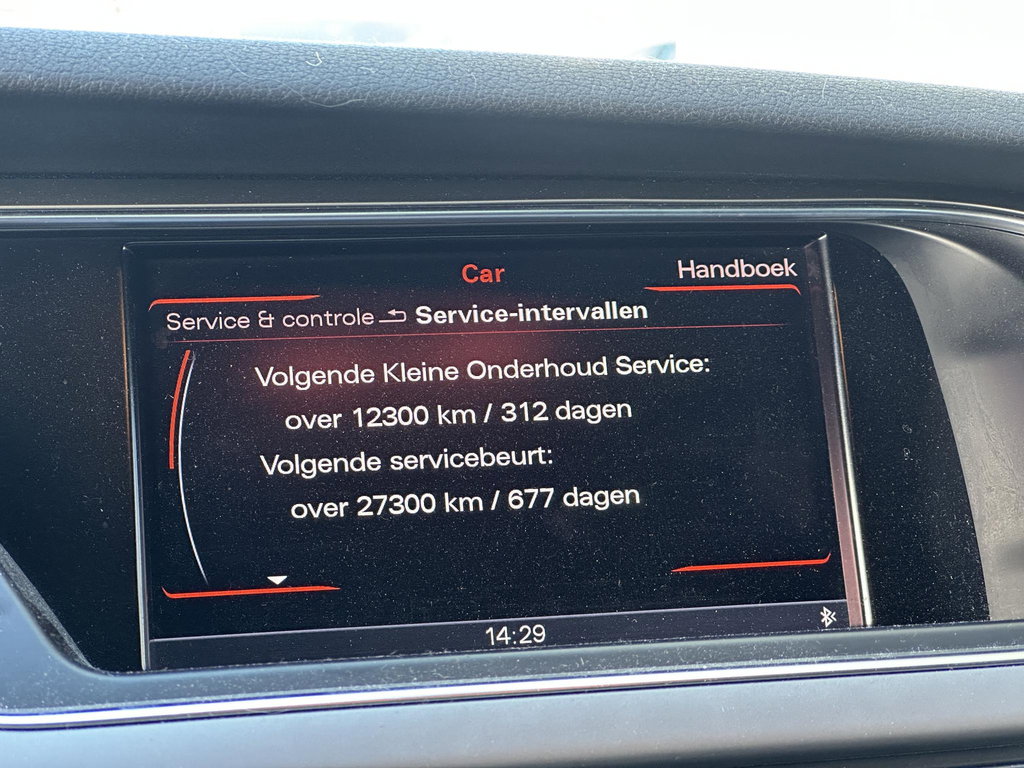 Car
Handboek
Service & controle Service-intervallen
Volgende Kleine Onderhoud Service:
over 12300 km / 312 dagen
Volgende servicebeurt:
over 27300 km / 677 dagen
14:29